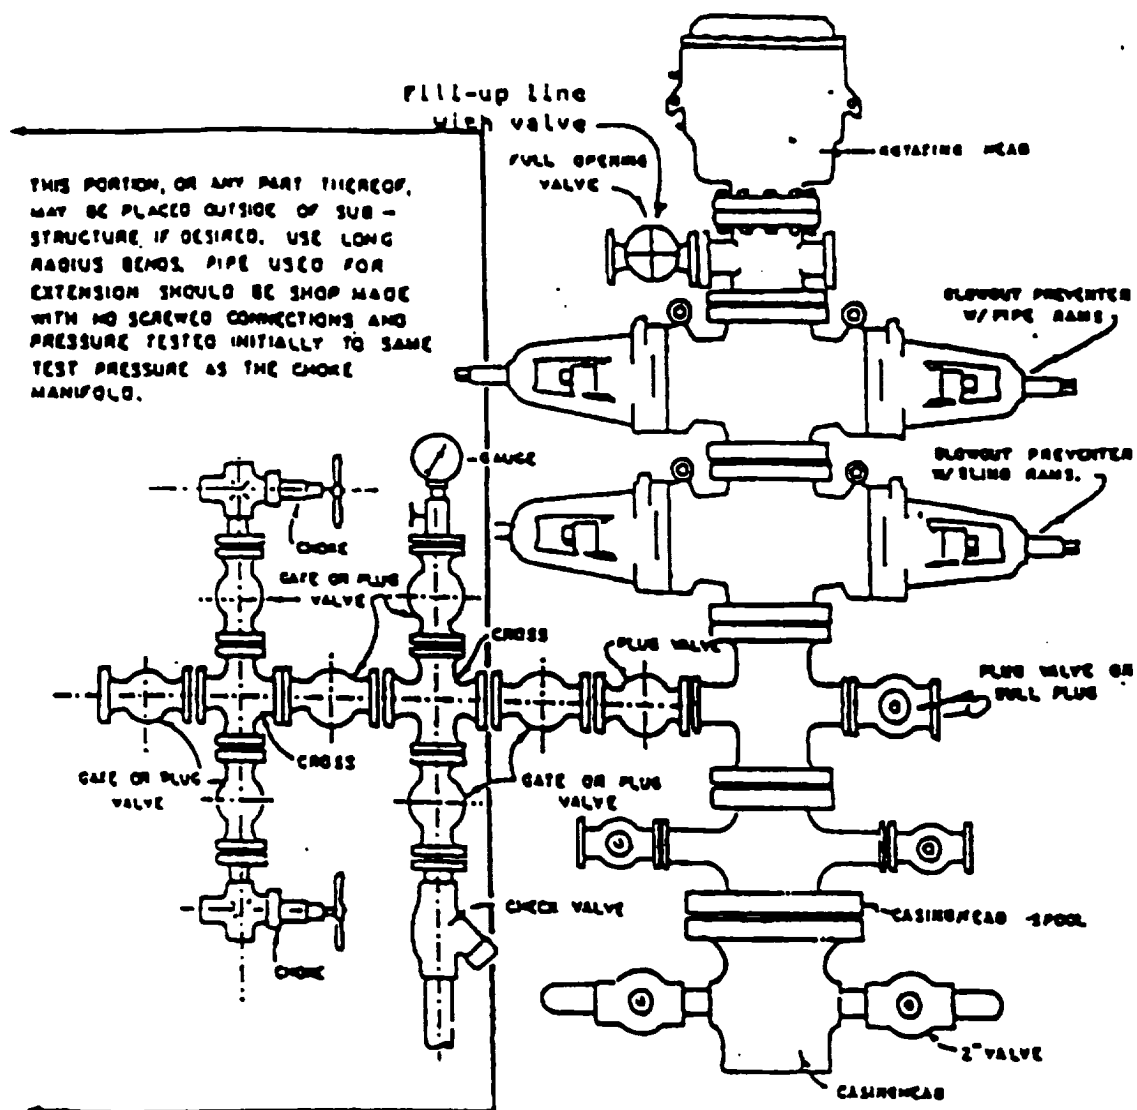 Fill-up line
with valve
FULL OPENING
VALVE
ROTATING HEAD
THIS PORTION, OR ANY PART THEREOF,
MAY BE PLACED OUTSIDE OF SUB-
STRUCTURE IF DESIRED. USE LONG
RADIUS BENDS. PIPE USED FOR
EXTENSION SHOULD BE SHOP MADE
WITH NO SCREWED CONNECTIONS AND
PRESSURE TESTED INITIALLY TO SAME
TEST PRESSURE AS THE CHOKE
MANIFOLD.
BLOWOUT PREVENTER
W/ PIPE RAMS
GAUGE
BLOWOUT PREVENTER
W/ BLIND RAMS.
CHOKE
GATE OR PLUG
VALVE
CROSS
PLUG VALVE
PLUG VALVE OR
BULL PLUG
CROSS
GATE OR PLUG
VALVE
GATE OR PLUG
VALVE
CHECK VALVE
CASINGHEAD SPOOL
CHOKE
2" VALVE
CASINGHEAD